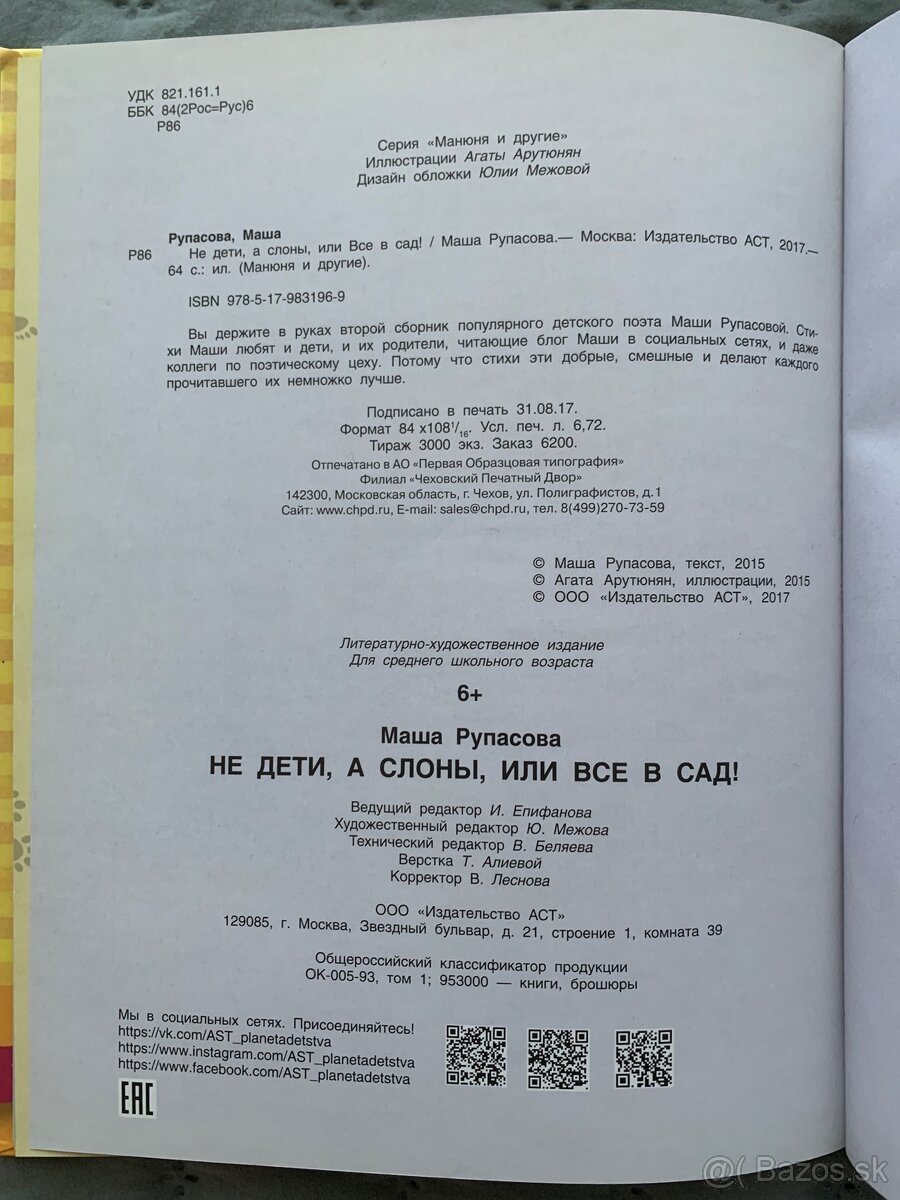 УДК 821.161.1
ББК 84(2Рос=Рус)6
Р86
Серия «Манюня и другие»
Иллюстрации Агаты Арутюнян
Дизайн обложки Юлии Межовой
Рупасова, Маша
Р86 Не дети, а слоны, или Все в сад! / Маша Рупасова.— Москва: Издательство АСТ, 2017.—
64 с.: ил. (Манюня и другие).
ISBN 978-5-17-983196-9
Вы держите в руках второй сборник популярного детского поэта Маши Рупасовой. Сти-
хи Маши любят и дети, и их родители, читающие блог Маши в социальных сетях, и даже
коллеги по поэтическому цеху. Потому что стихи эти добрые, смешные и делают каждого
прочитавшего их немножко лучше.
Подписано в печать 31.08.17.
Формат 84 х108¹/₁₆. Усл. печ. л. 6,72.
Тираж 3000 экз. Заказ 6200.
Отпечатано в АО «Первая Образцовая типография»
Филиал «Чеховский Печатный Двор»
142300, Московская область, г. Чехов, ул. Полиграфистов, д.1
Сайт: www.chpd.ru, E-mail: sales@chpd.ru, тел. 8(499)270-73-59
© Маша Рупасова, текст, 2015
© Агата Арутюнян, иллюстрации, 2015
© ООО «Издательство АСТ», 2017
Литературно-художественное издание
Для среднего школьного возраста
6+
Маша Рупасова
НЕ ДЕТИ, А СЛОНЫ, ИЛИ ВСЕ В САД!
Ведущий редактор И. Епифанова
Художественный редактор Ю. Межова
Технический редактор В. Беляева
Верстка Т. Алиевой
Корректор В. Леснова
ООО «Издательство АСТ»
129085, г. Москва, Звездный бульвар, д. 21, строение 1, комната 39
Общероссийский классификатор продукции
ОК-005-93, том 1; 953000 — книги, брошюры
Мы в социальных сетях. Присоединяйтесь!
https://vk.com/AST_planetadetstva
https://www.instagram.com/AST_planetadetstva
https://www.facebook.com/AST_planetadetstva
EAC
@( Bazos.sk